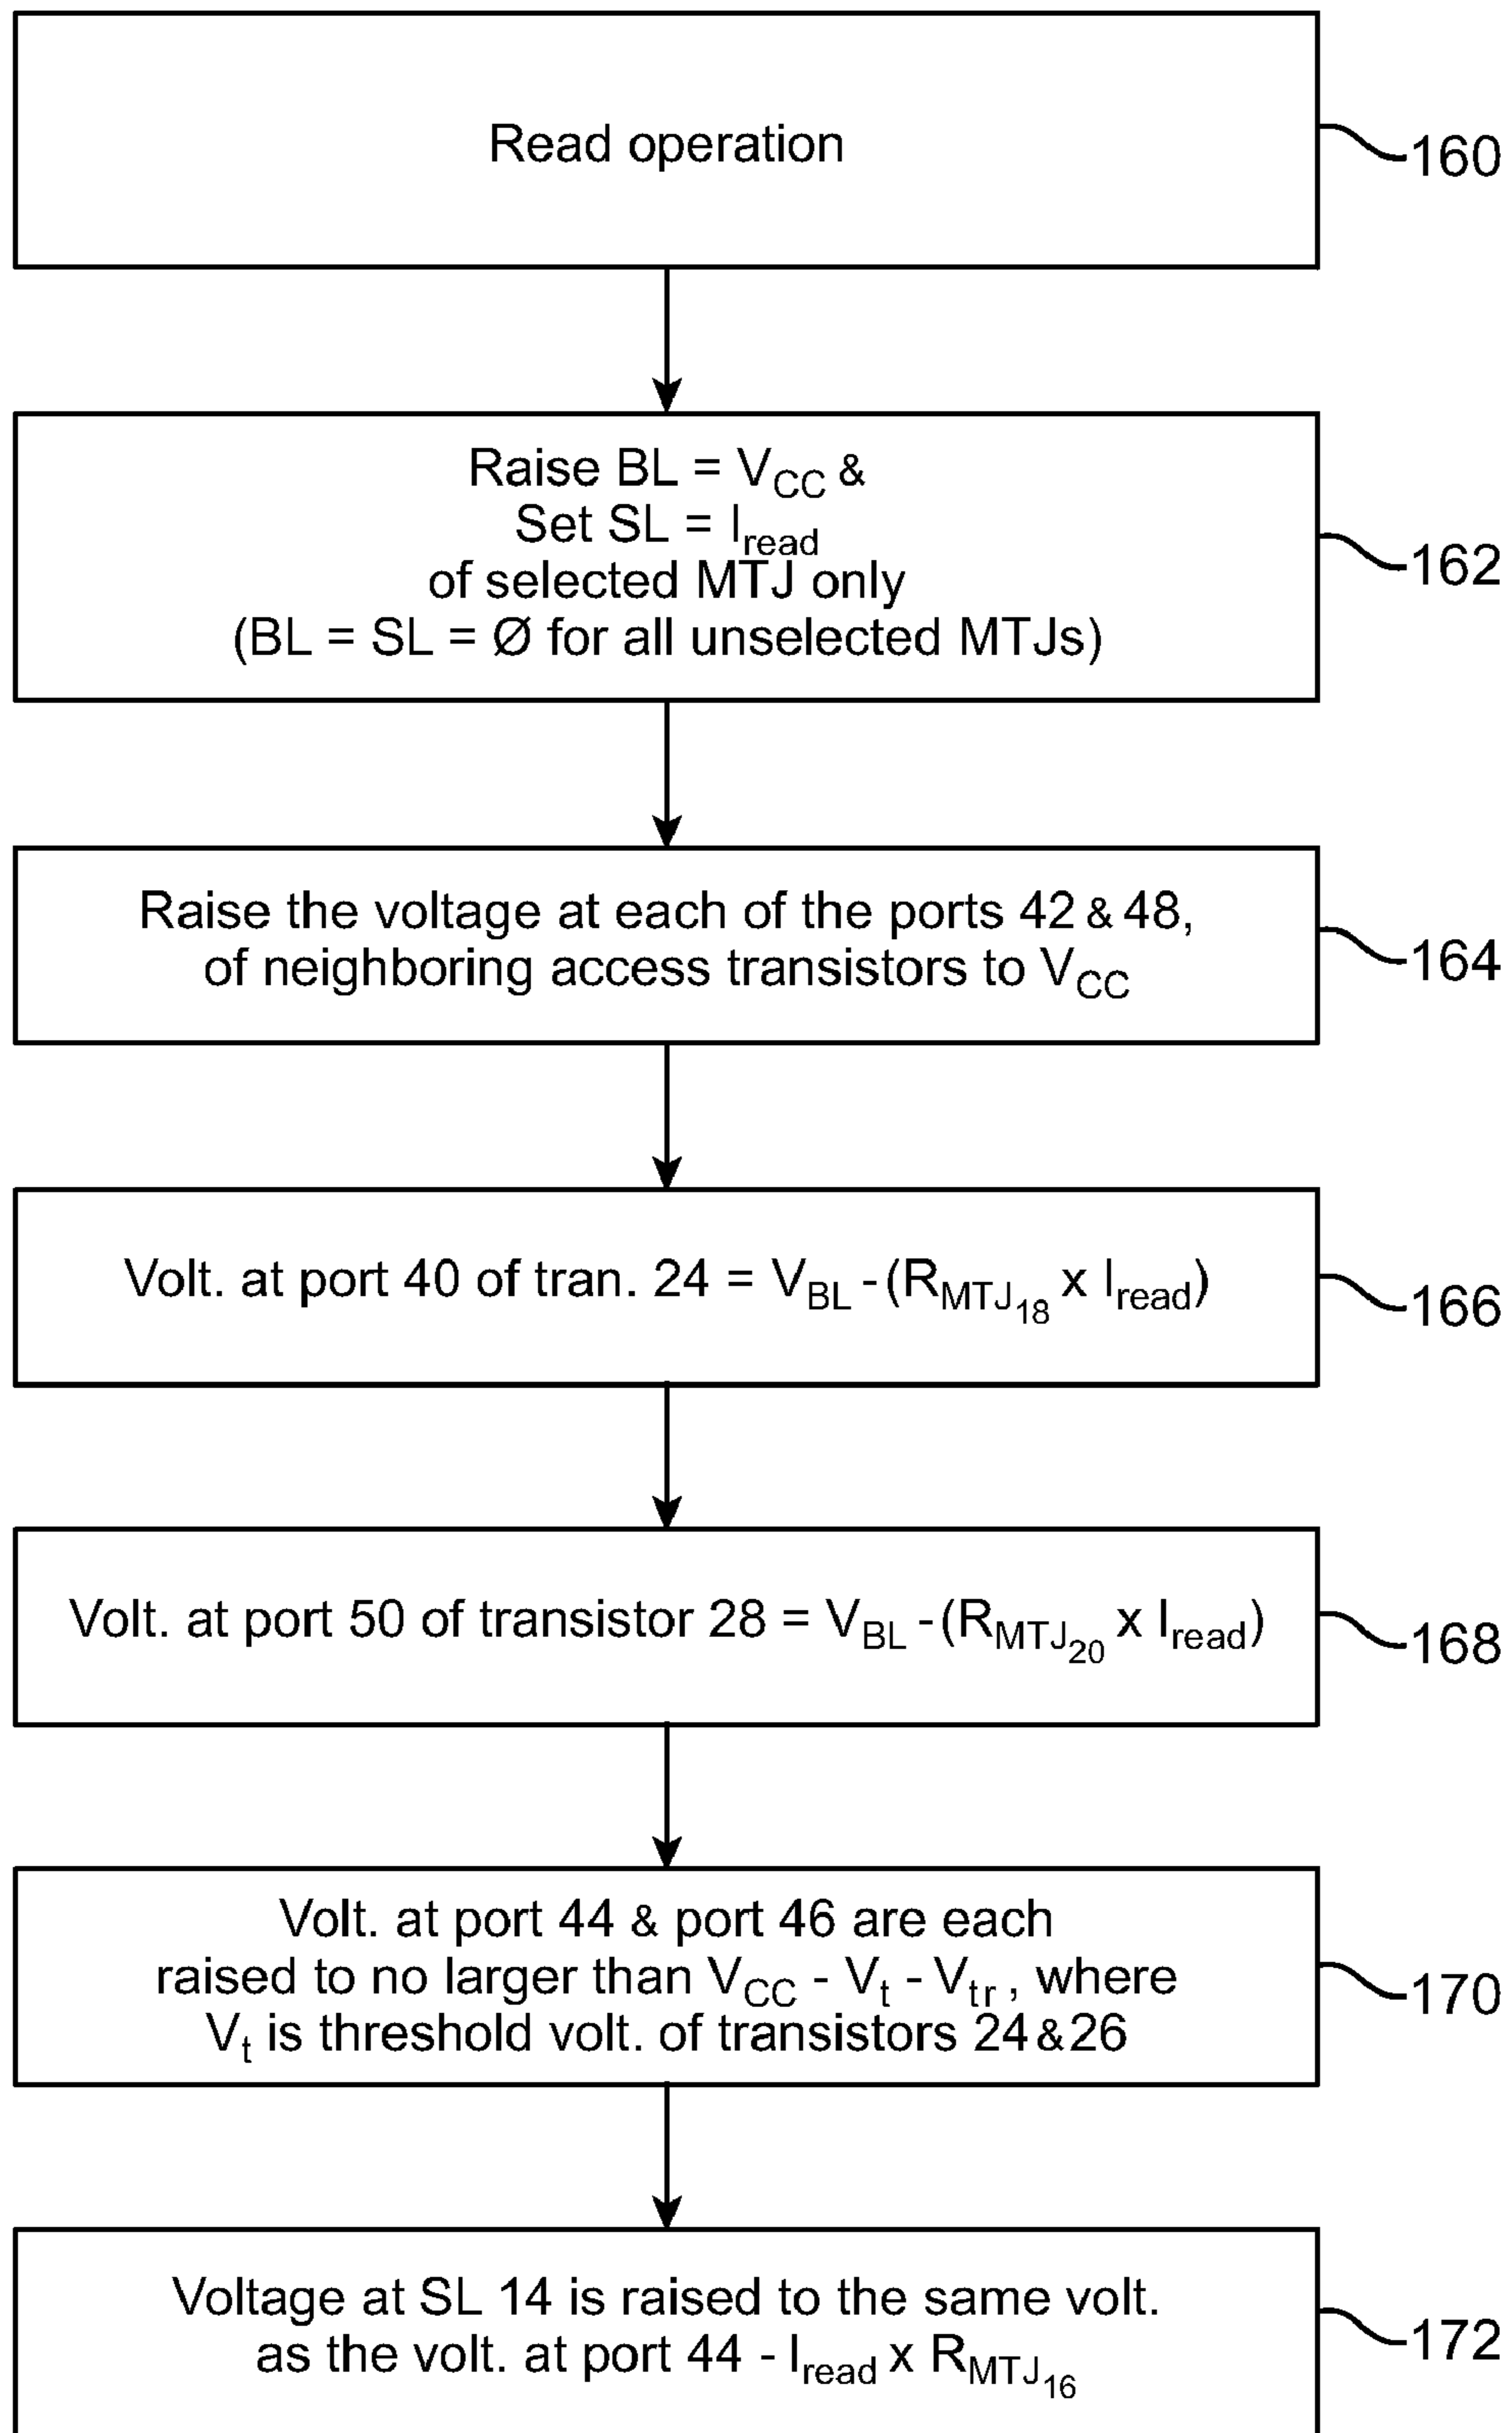 Read operation
160
Raise BL = V_CC &
Set SL = I_read
of selected MTJ only
(BL = SL = Ø for all unselected MTJs)
162
Raise the voltage at each of the ports 42 & 48,
of neighboring access transistors to V_CC
164
Volt. at port 40 of tran. 24 = V_BL - (R_MTJ_18 x I_read)
166
Volt. at port 50 of transistor 28 = V_BL - (R_MTJ_20 x I_read)
168
Volt. at port 44 & port 46 are each
raised to no larger than V_CC - V_t - V_tr, where
V_t is threshold volt. of transistors 24 & 26
170
Voltage at SL 14 is raised to the same volt.
as the volt. at port 44 - I_read x R_MTJ_16
172